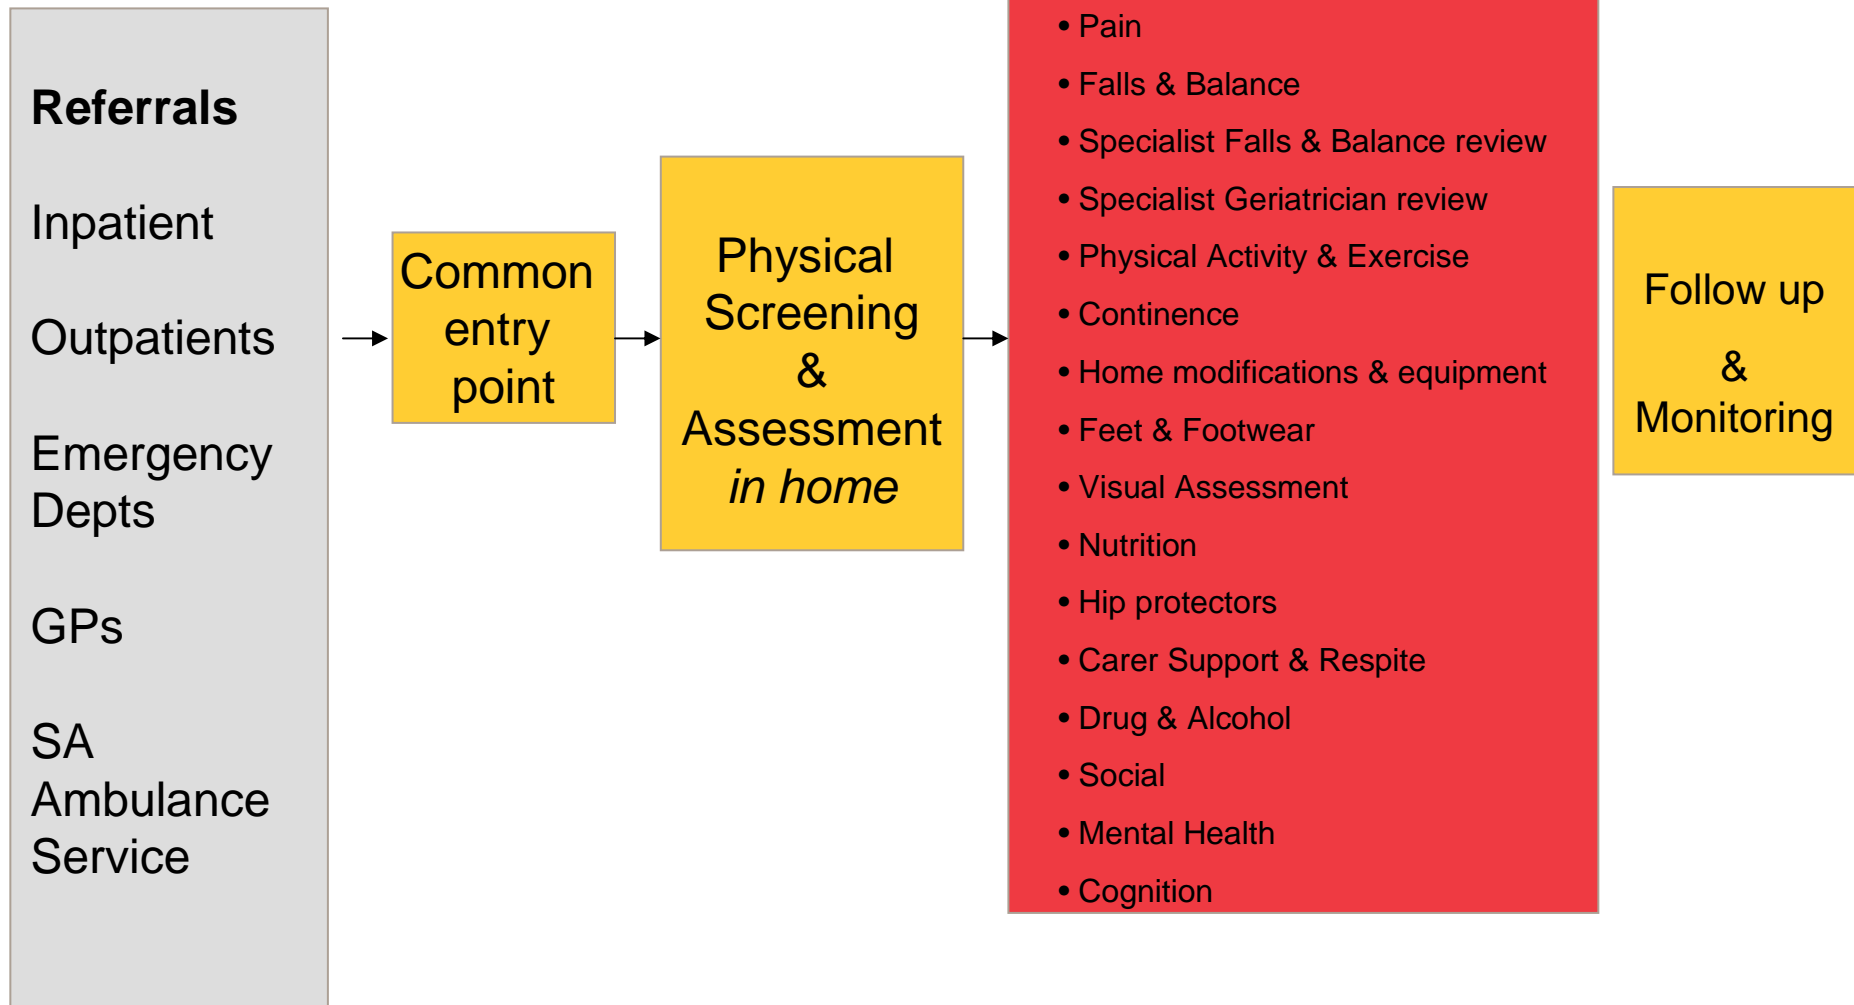 Referrals
Inpatient
Outpatients
Emergency
Depts
GPs
SA
Ambulance
Service
Common
entry
point
Physical
Screening
&
Assessment
in home
• Pain
• Falls & Balance
• Specialist Falls & Balance review
• Specialist Geriatrician review
• Physical Activity & Exercise
• Continence
• Home modifications & equipment
• Feet & Footwear
• Visual Assessment
• Nutrition
• Hip protectors
• Carer Support & Respite
• Drug & Alcohol
• Social
• Mental Health
• Cognition
Follow up
&
Monitoring